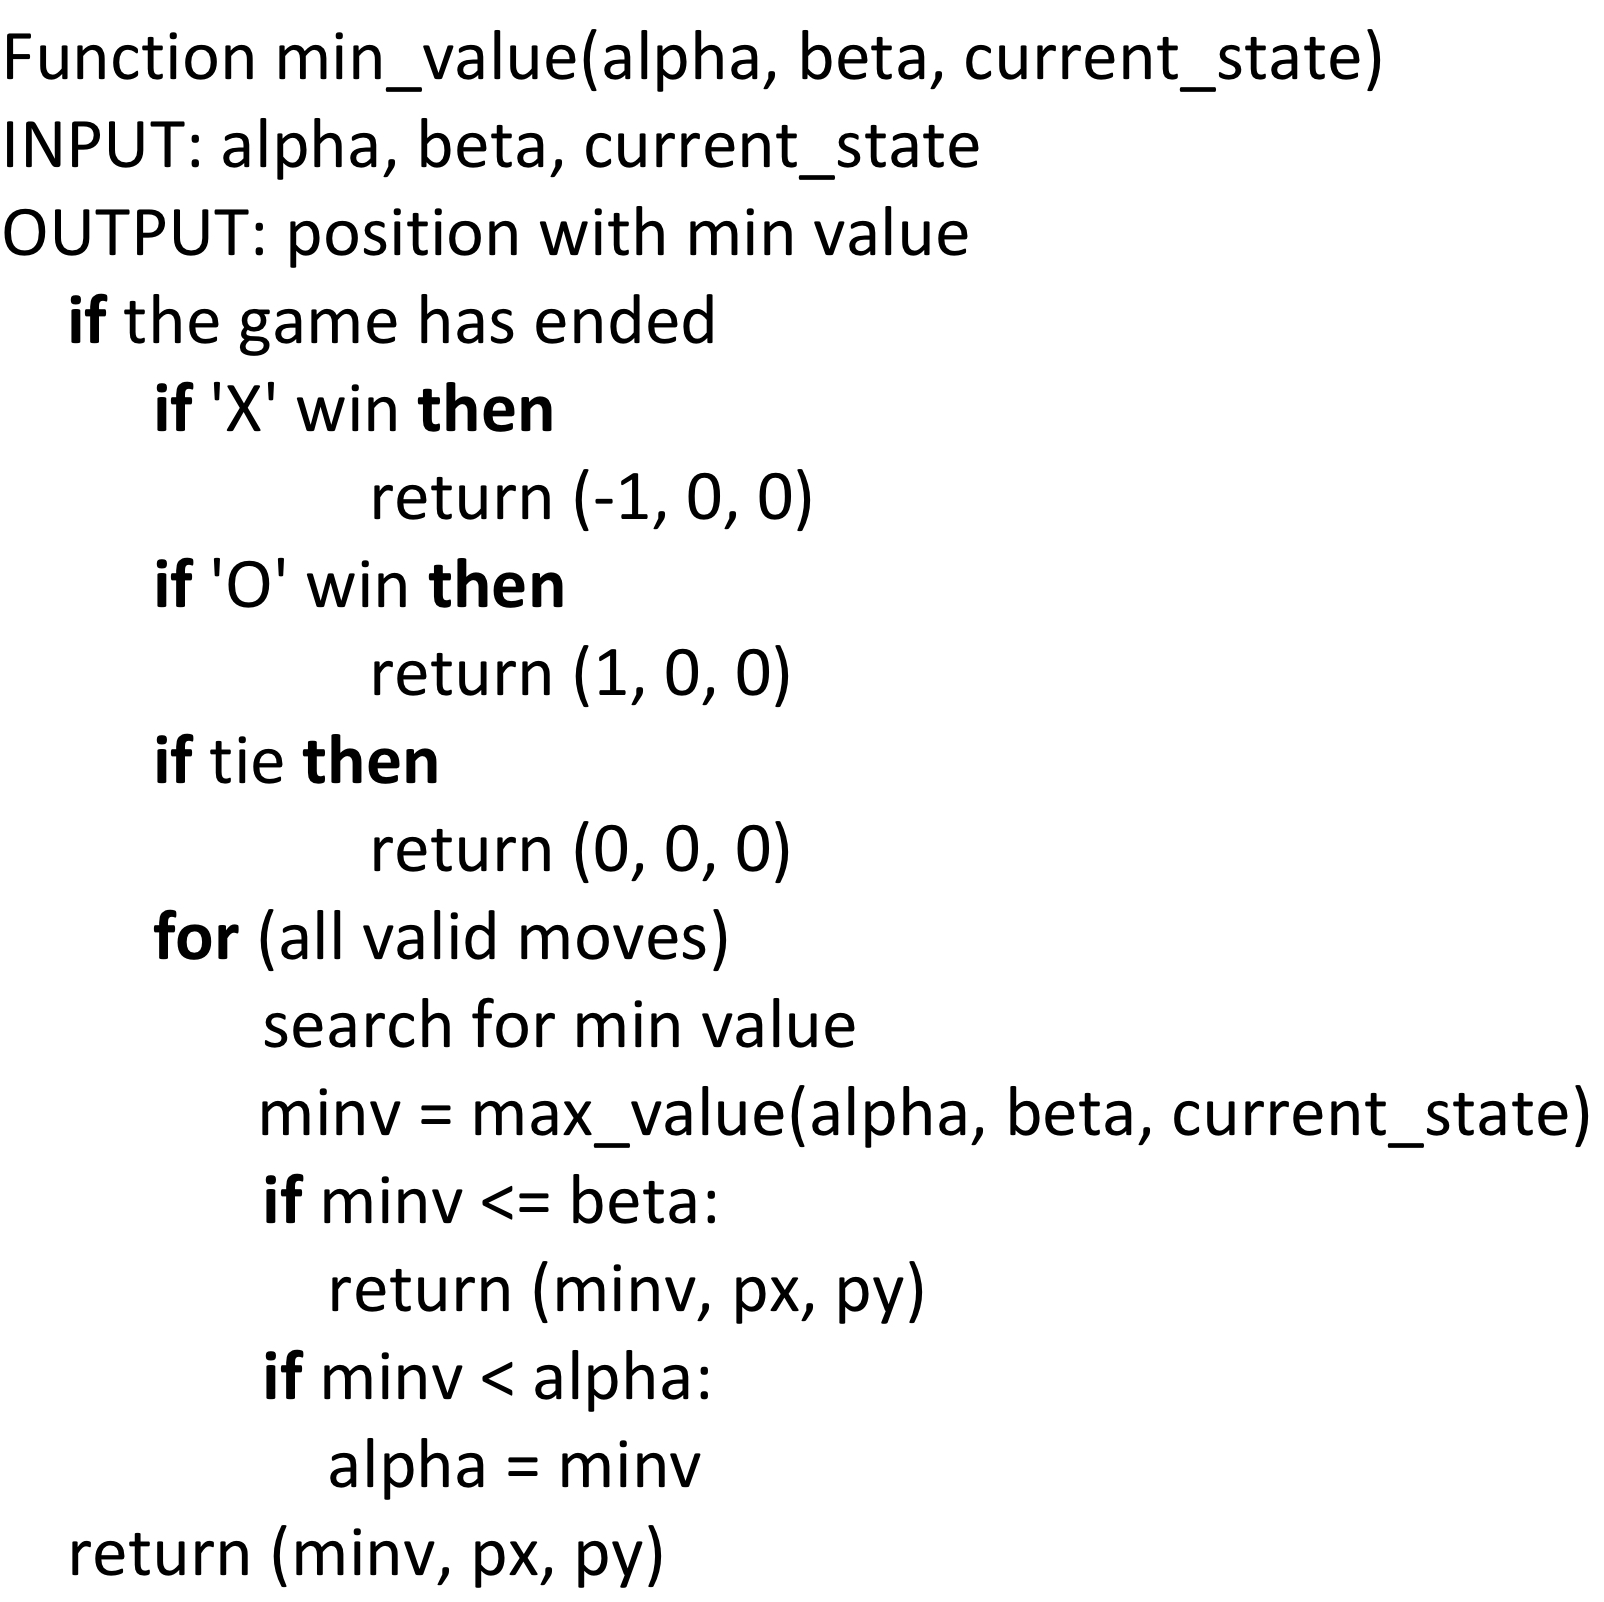 Function min_value(alpha, beta, current_state)
INPUT: alpha, beta, current_state
OUTPUT: position with min value
if the game has ended
if 'X' win then
return (-1, 0, 0)
if 'O' win then
return (1, 0, 0)
if tie then
return (0, 0, 0)
for (all valid moves)
search for min value
minv = max_value(alpha, beta, current_state)
if minv <= beta:
return (minv, px, py)
if minv < alpha:
alpha = minv
return (minv, px, py)